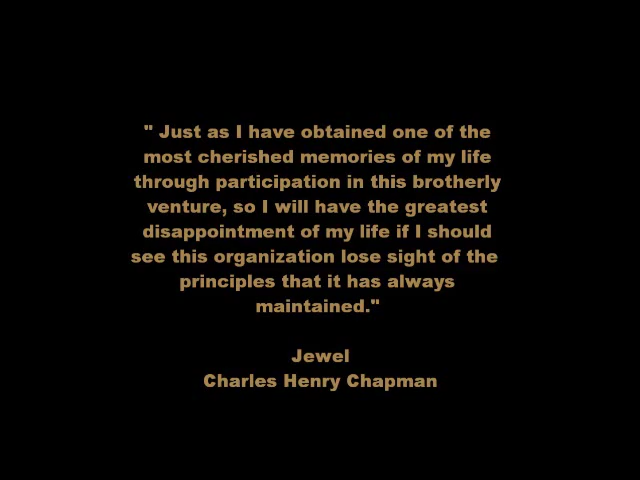 " Just as I have obtained one of the
most cherished memories of my life
through participation in this brotherly
venture, so I will have the greatest
disappointment of my life if I should
see this organization lose sight of the
principles that it has always
maintained."
Jewel
Charles Henry Chapman